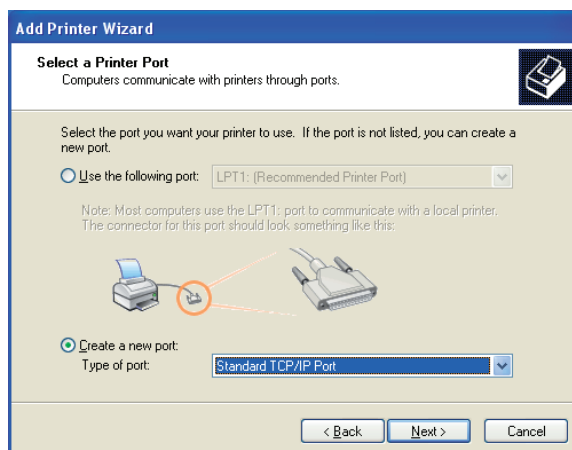 Add Printer Wizard
Select a Printer Port
Computers communicate with printers through ports.
Select the port you want your printer to use. If the port is not listed, you can create a
new port.
Use the following port: LPT1: (Recommended Printer Port)
Note: Most computers use the LPT1: port to communicate with a local printer.
The connector for this port should look something like this:
Create a new port:
Type of port: Standard TCP/IP Port
< Back Next > Cancel